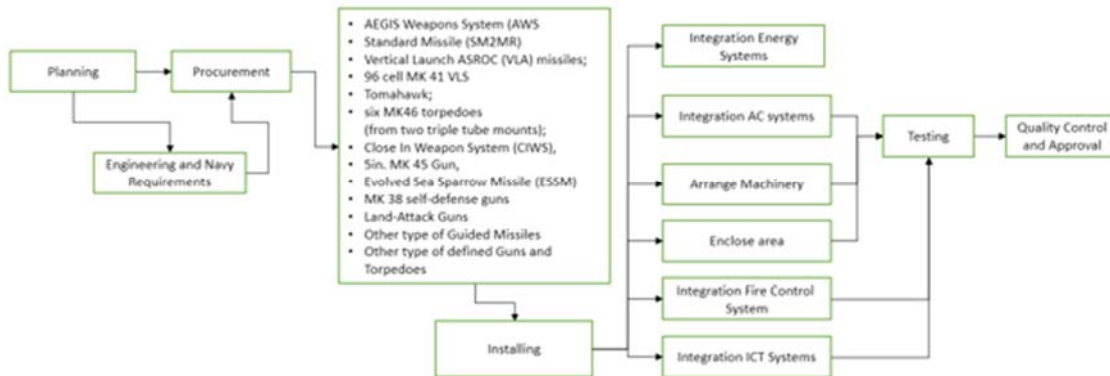 Planning
Procurement
Engineering and Navy
Requirements
• AEGIS Weapons System (AWS
• Standard Missile (SM2MR)
• Vertical Launch ASROC (VLA) missiles;
• 96 cell MK 41 VLS
• Tomahawk;
• six MK46 torpedoes
(from two triple tube mounts);
• Close In Weapon System (CIWS),
• 5in. MK 45 Gun,
• Evolved Sea Sparrow Missile (ESSM)
• MK 38 self-defense guns
• Land-Attack Guns
• Other type of Guided Missiles
• Other type of defined Guns and
Torpedoes
Installing
Integration Energy
Systems
Integration AC systems
Arrange Machinery
Enclose area
Integration Fire Control
System
Integration ICT Systems
Testing
Quality Control
and Approval